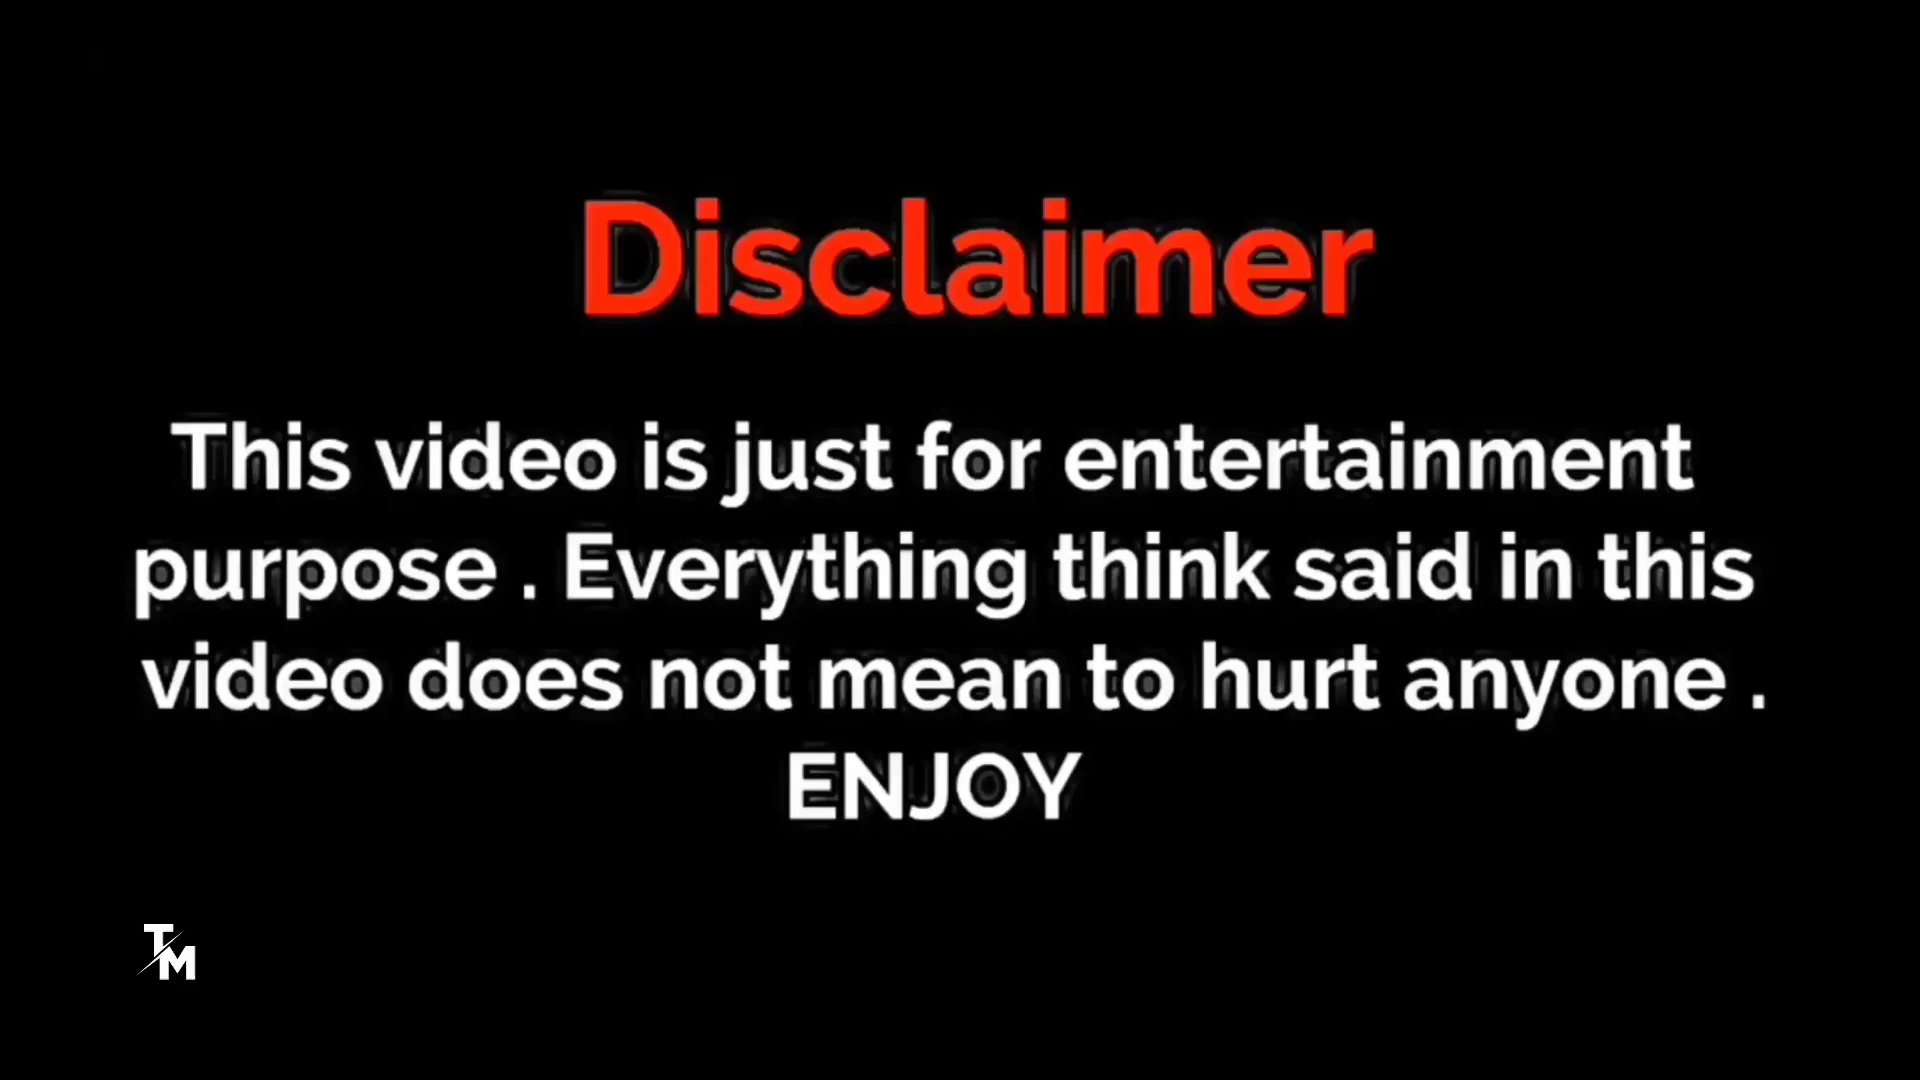 Disclaimer
This video is just for entertainment
purpose . Everything think said in this
video does not mean to hurt anyone .
ENJOY
TM